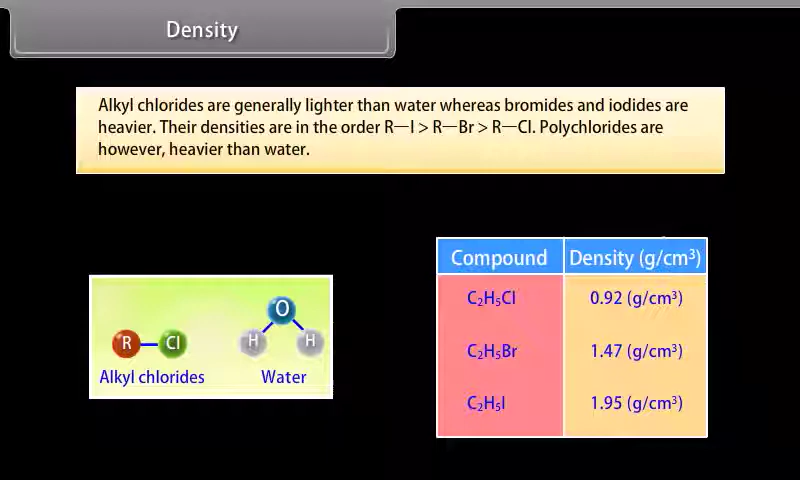 Density
Alkyl chlorides are generally lighter than water whereas bromides and iodides are
heavier. Their densities are in the order R—I > R—Br > R—Cl. Polychlorides are
however, heavier than water.
Compound Density (g/cm³)
C₂H₅Cl 0.92 (g/cm³)
C₂H₅Br 1.47 (g/cm³)
C₂H₅I 1.95 (g/cm³)
O
R Cl H H
Alkyl chlorides Water